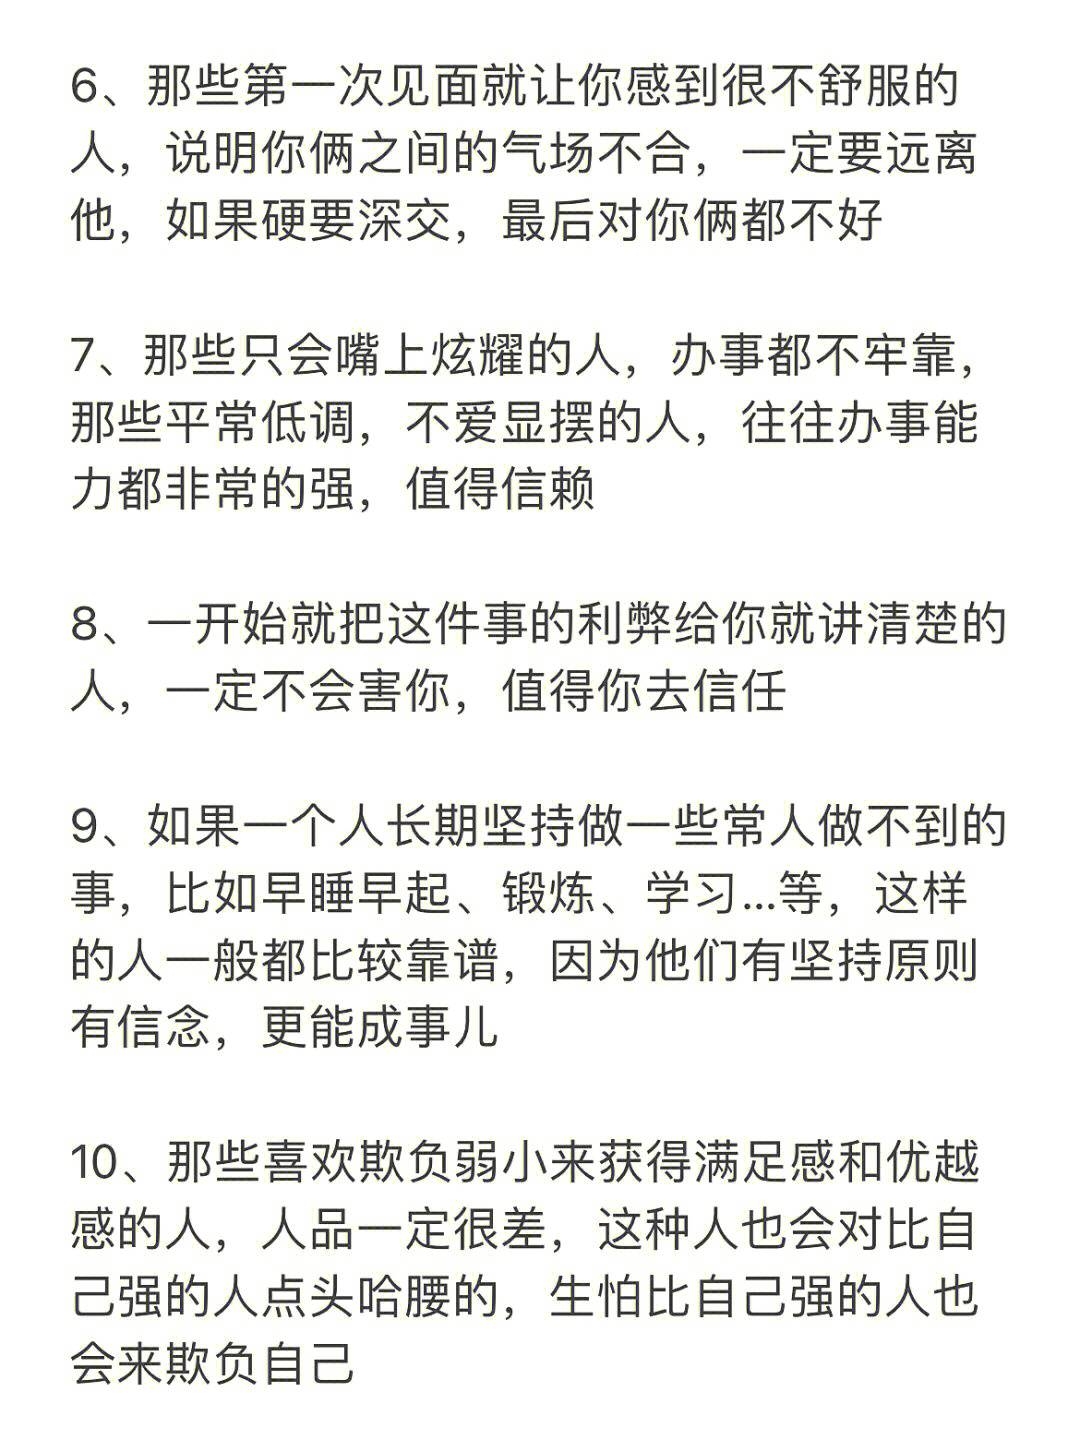 6、那些第一次见面就让你感到很不舒服的
人，说明你俩之间的气场不合，一定要远离
他，如果硬要深交，最后对你俩都不好
7、那些只会嘴上炫耀的人，办事都不牢靠，
那些平常低调，不爱显摆的人，往往办事能
力都非常的强，值得信赖
8、一开始就把这件事的利弊给你就讲清楚的
人，一定不会害你，值得你去信任
9、如果一个人长期坚持做一些常人做不到的
事，比如早睡早起、锻炼、学习...等，这样
的人一般都比较靠谱，因为他们有坚持原则
有信念，更能成事儿
10、那些喜欢欺负弱小来获得满足感和优越
感的人，人品一定很差，这种人也会对比自
己强的人点头哈腰的，生怕比自己强的人也
会来欺负自己